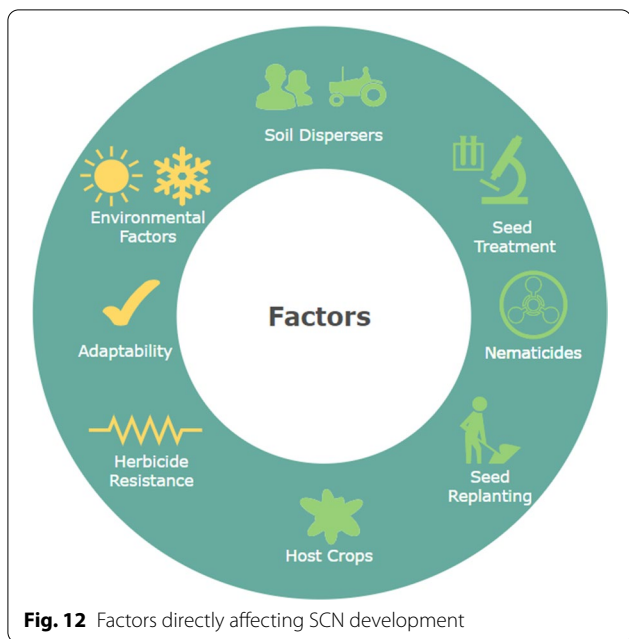 Soil Dispersers
Environmental
Factors
Seed
Treatment
Factors
Adaptability
Nematicides
Herbicide
Resistance
Seed
Replanting
Host Crops
Fig. 12 Factors directly affecting SCN development